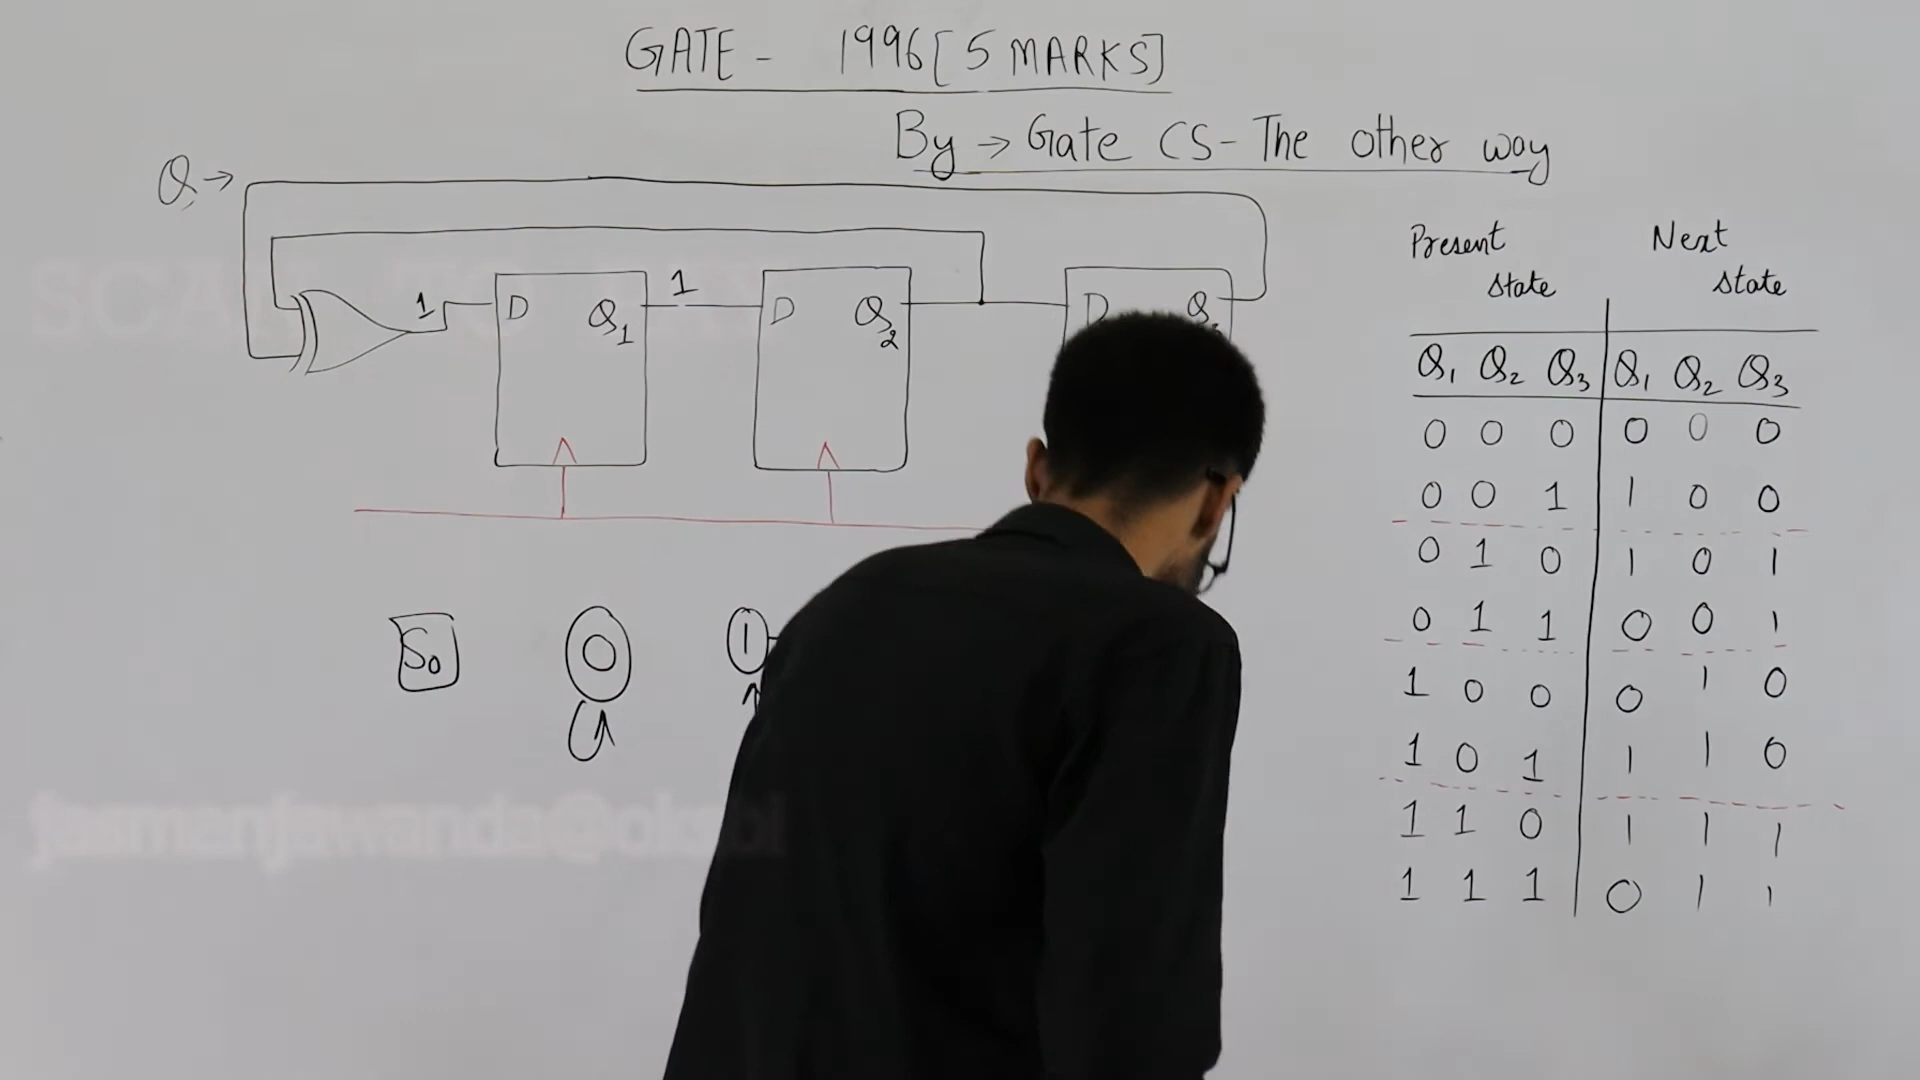 GATE - 1996 [5 MARKS]
By → Gate CS - The other way
Q →
1 D Q1 1 D Q2 D Q
S0 0 1
Present Next
state state
Q1 Q2 Q3 Q1 Q2 Q3
0 0 0 0 0 0
0 0 1 1 0 0
0 1 0 1 0 1
0 1 1 0 0 1
1 0 0 0 1 0
1 0 1 1 1 0
1 1 0 1 1 1
1 1 1 0 1 1